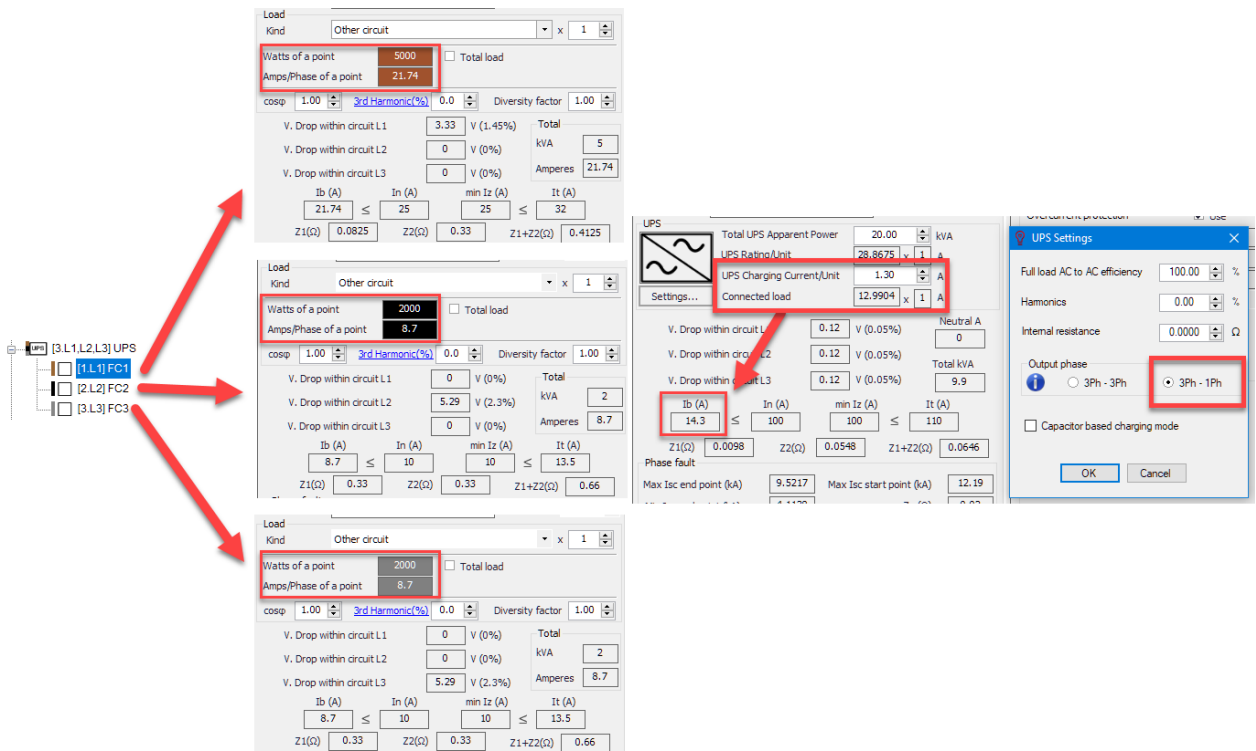 [3.L1,L2,L3] UPS
[1.L1] FC1
[2.L2] FC2
[3.L3] FC3
Load
Kind Other circuit x 1
Watts of a point 5000 Total load
Amps/Phase of a point 21.74
cosφ 1.00 3rd Harmonic(%) 0.0 Diversity factor 1.00
V. Drop within circuit L1 3.33 V (1.45%) Total
V. Drop within circuit L2 0 V (0%) kVA 5
V. Drop within circuit L3 0 V (0%) Amperes 21.74
Ib (A) In (A) min Iz (A) It (A)
21.74 ≤ 25 25 ≤ 32
Z1(Ω) 0.0825 Z2(Ω) 0.33 Z1+Z2(Ω) 0.4125
Load
Kind Other circuit x 1
Watts of a point 2000 Total load
Amps/Phase of a point 8.7
cosφ 1.00 3rd Harmonic(%) 0.0 Diversity factor 1.00
V. Drop within circuit L1 0 V (0%) Total
V. Drop within circuit L2 5.29 V (2.3%) kVA 2
V. Drop within circuit L3 0 V (0%) Amperes 8.7
Ib (A) In (A) min Iz (A) It (A)
8.7 ≤ 10 10 ≤ 13.5
Z1(Ω) 0.33 Z2(Ω) 0.33 Z1+Z2(Ω) 0.66
Load
Kind Other circuit x 1
Watts of a point 2000 Total load
Amps/Phase of a point 8.7
cosφ 1.00 3rd Harmonic(%) 0.0 Diversity factor 1.00
V. Drop within circuit L1 0 V (0%) Total
V. Drop within circuit L2 0 V (0%) kVA 2
V. Drop within circuit L3 5.29 V (2.3%) Amperes 8.7
Ib (A) In (A) min Iz (A) It (A)
8.7 ≤ 10 10 ≤ 13.5
Z1(Ω) 0.33 Z2(Ω) 0.33 Z1+Z2(Ω) 0.66
UPS
Total UPS Apparent Power 20.00 kVA
UPS Rating/Unit 28.8675 x 1 A
UPS Charging Current/Unit 1.30 A
Settings... Connected load 12.9904 x 1 A
V. Drop within circuit 0.12 V (0.05%) Neutral A
0
V. Drop within circuit L2 0.12 V (0.05%)
Total kVA
V. Drop within circuit L3 0.12 V (0.05%) 9.9
Ib (A) In (A) min Iz (A) It (A)
14.3 ≤ 100 100 ≤ 110
Z1(Ω) 0.0098 Z2(Ω) 0.0548 Z1+Z2(Ω) 0.0646
Phase fault
Max Isc end point (kA) 9.5217 Max Isc start point (kA) 12.19
Overcurrent protection Use
UPS Settings
Full load AC to AC efficiency 100.00 %
Harmonics 0.00 %
Internal resistance 0.0000 Ω
Output phase
3Ph - 3Ph 3Ph - 1Ph
Capacitor based charging mode
OK Cancel